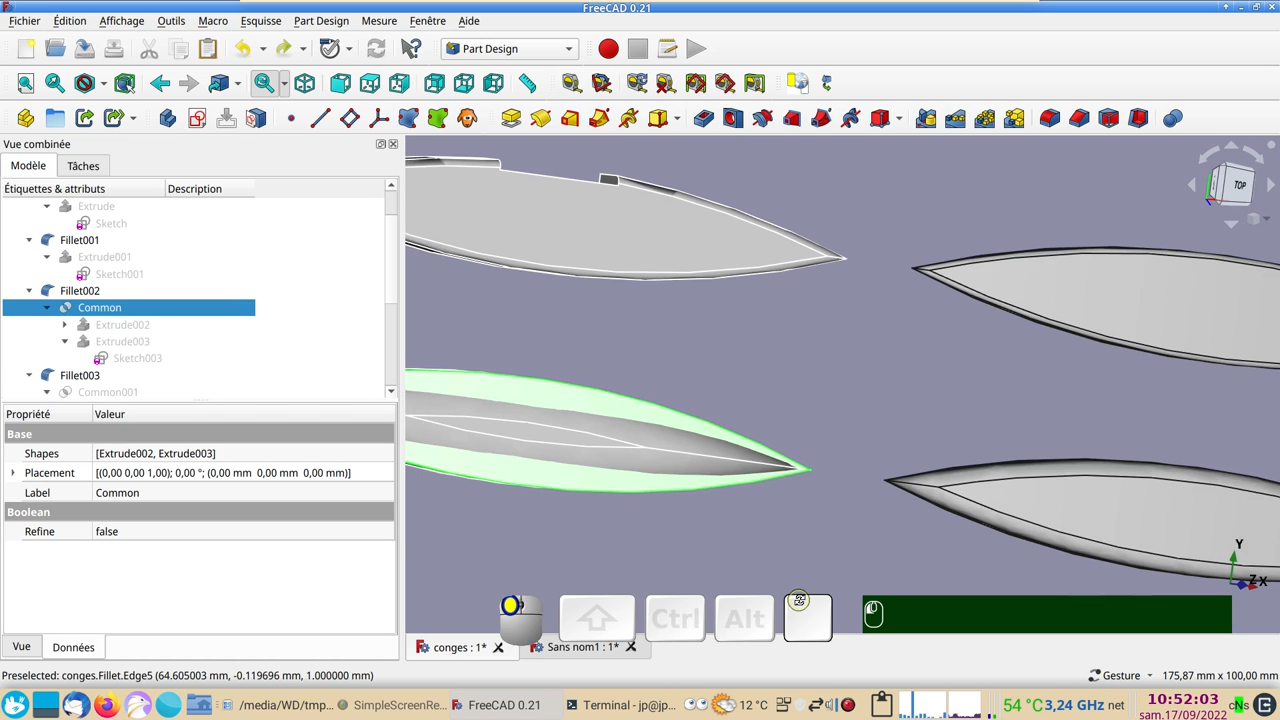 FreeCAD 0.21
Fichier Édition Affichage Outils Macro Esquisse Part Design Mesure Fenêtre Aide
Part Design
Vue combinée
Modèle Tâches
Étiquettes & attributs Description
Extrude
Sketch
Fillet001
Extrude001
Sketch001
Fillet002
Common
Extrude002
Extrude003
Sketch003
Fillet003
Common001
Propriété Valeur
Base
Shapes [Extrude002, Extrude003]
Placement [(0,00 0,00 1,00); 0,00 °; (0,00 mm 0,00 mm 0,00 mm)]
Label Common
Boolean
Refine false
TOP
Y
Z X
Ctrl Alt
Vue Données
conges : 1* Sans nom1 : 1*
Preselected: conges.Fillet.Edge5 (64.605003 mm, -0.119696 mm, 1.000000 mm)
Gesture 175,87 mm x 100,00 mm
/media/WD/tmp... SimpleScreenRe... FreeCAD 0.21 Terminal - jp@jp... 12 °C 54 °C 3,24 GHz net 10:52:03
sam.17/09/2022
cNs